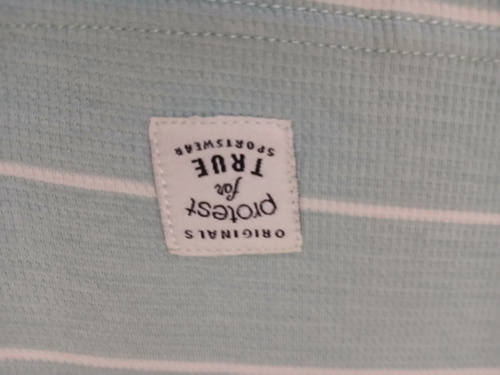 ORIGINALS
protest
for
TRUE
SPORTSWEAR